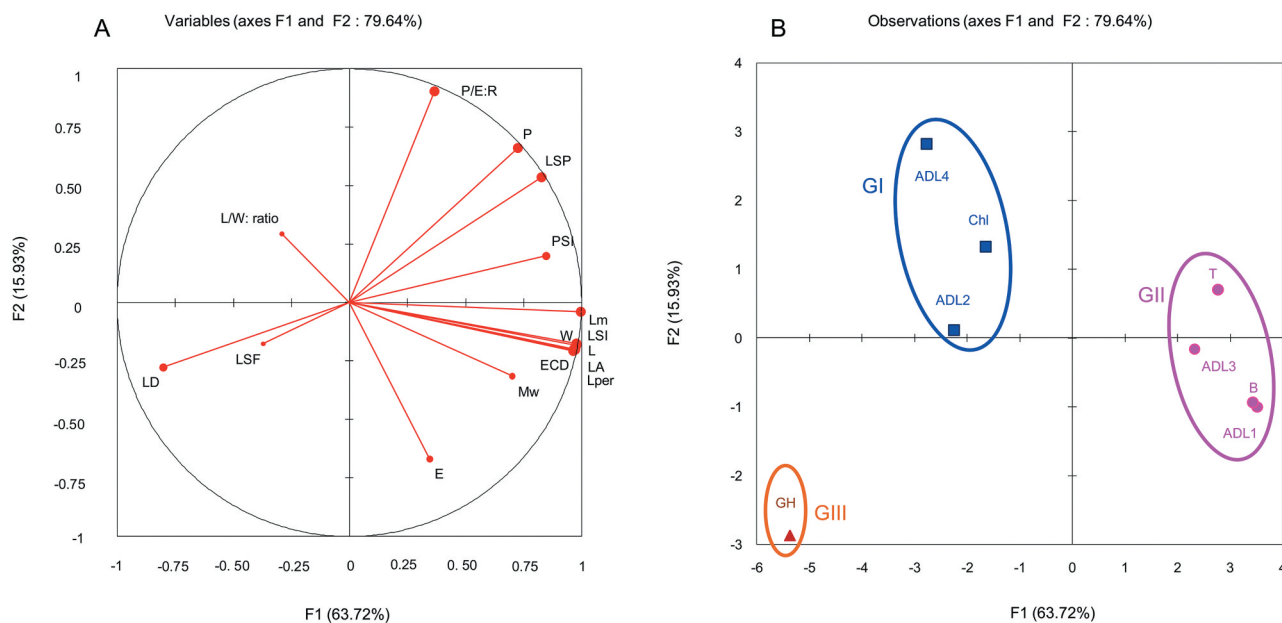 A
Variables (axes F1 and F2 : 79.64%)
1
0.75
0.5
0.25
0
-0.25
-0.50
-0.75
-1
F2 (15.93%)
P/E:R
P
LSP
L/W: ratio
PSI
Lm
W
LSI
L
ECD
LA
Lper
LSF
LD
Mw
E
-1
-0.75
-0.5
-0.25
0
0.25
0. 50
0.75
1
F1 (63.72%)
B
Observations (axes F1 and F2 : 79.64%)
4
3
2
1
0
-1
-2
-3
F2 (15.93%)
GI
ADL4
Chl
ADL2
GII
T
ADL3
B
ADL1
GH
GIII
-6
-5
-4
-3
-2
-1
0
1
2
3
4
F1 (63.72%)